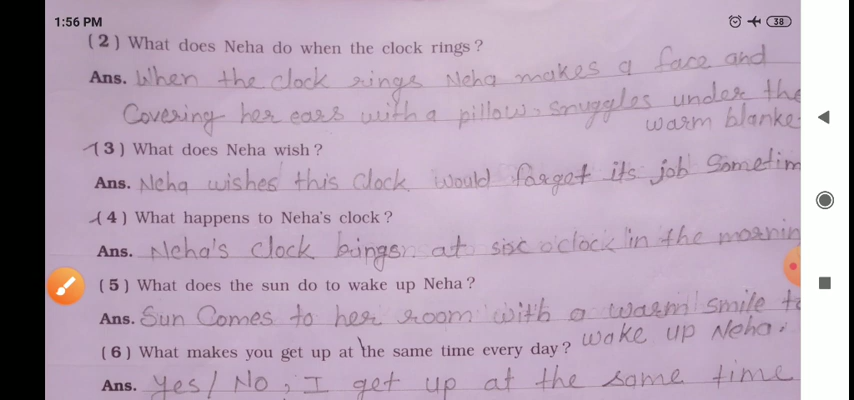 1:56 PM 38
(2) What does Neha do when the clock rings?
Ans. When the clock rings Neha makes a face and
Covering her ears with a pillow, snuggles under the
warm blanke
(3) What does Neha wish?
Ans. Neha wishes this clock would forget its job Sometim
(4) What happens to Neha's clock?
Ans. Neha's clock at six o'clock in the mornin
(5) What does the sun do to wake up Neha?
Ans. Sun Comes to her room with a warm smile to
wake up Neha.
(6) What makes you get up at the same time every day?
Ans. Yes/No, I get up at the same time